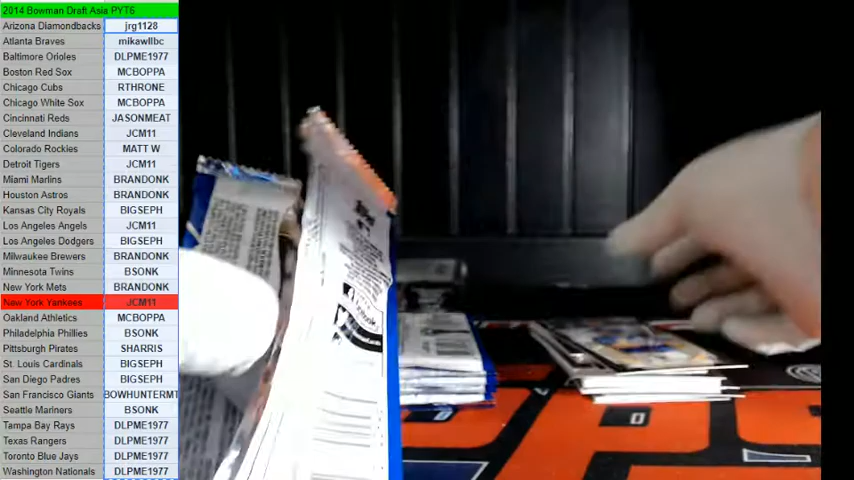 2014 Bowman Draft Asia PYT6
Arizona Diamondbacks jrg1128
Atlanta Braves mikawllbc
Baltimore Orioles DLPME1977
Boston Red Sox MCBOPPA
Chicago Cubs RTHRONE
Chicago White Sox MCBOPPA
Cincinnati Reds JASONMEAT
Cleveland Indians JCM11
Colorado Rockies MATT W
Detroit Tigers JCM11
Miami Marlins BRANDONK
Houston Astros BRANDONK
Kansas City Royals BIGSEPH
Los Angeles Angels JCM11
Los Angeles Dodgers BIGSEPH
Milwaukee Brewers BRANDONK
Minnesota Twins BSONK
New York Mets BRANDONK
New York Yankees JCM11
Oakland Athletics MCBOPPA
Philadelphia Phillies BSONK
Pittsburgh Pirates SHARRIS
St. Louis Cardinals BIGSEPH
San Diego Padres BIGSEPH
San Francisco Giants BOWHUNTERMT
Seattle Mariners BSONK
Tampa Bay Rays DLPME1977
Texas Rangers DLPME1977
Toronto Blue Jays DLPME1977
Washington Nationals DLPME1977